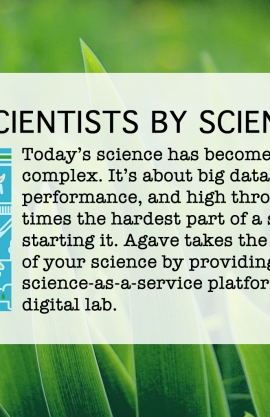 CIENTISTS BY SCIEN
Today's science has become
complex. It's about big data
performance, and high thro
times the hardest part of a s
starting it. Agave takes the
of your science by providing
science-as-a-service platfor
digital lab.